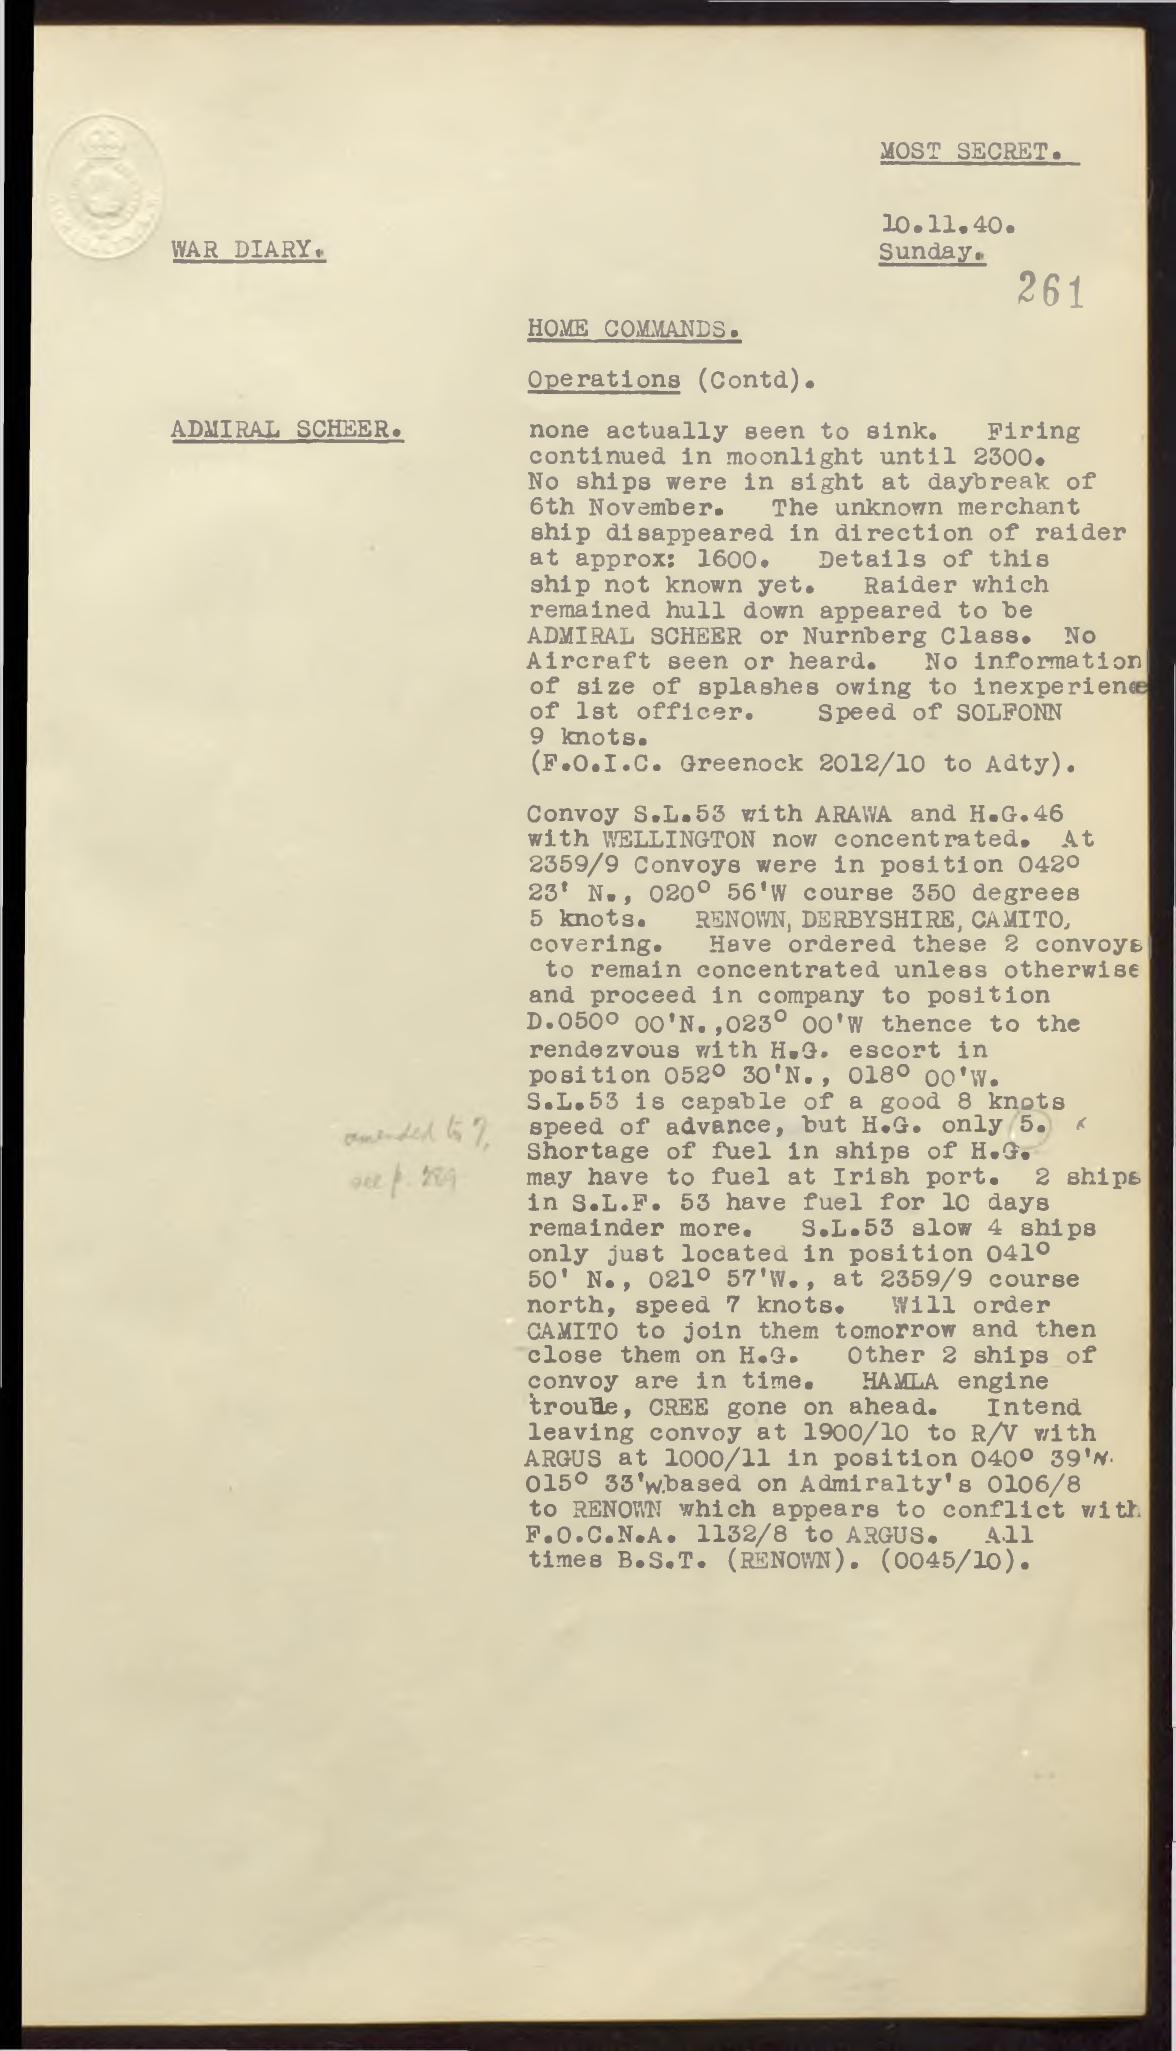 MOST SECRET.
10.11.40.
WAR DIARY.
Sunday.
261
HOME COMMANDS.
Operations (Contd).
ADMIRAL SCHEER.
none actually seen to sink. Firing
continued in moonlight until 2300.
No ships were in sight at daybreak of
6th November. The unknown merchant
ship disappeared in direction of raider
at approx: 1600. Details of this
ship not known yet. Raider which
remained hull down appeared to be
ADMIRAL SCHEER or Nurnberg Class. No
Aircraft seen or heard. No information
of size of splashes owing to inexperience
of 1st officer. Speed of SOLFONN
9 knots.
(F.O.I.C. Greenock 2012/10 to Adty).
Convoy S.L.53 with ARAWA and H.G.46
with WELLINGTON now concentrated. At
2359/9 Convoys were in position 042°
23' N., 020° 56'W course 350 degrees
5 knots. RENOWN, DERBYSHIRE, CAMITO,
covering. Have ordered these 2 convoys
to remain concentrated unless otherwise
and proceed in company to position
D.050° 00'N.,023° 00'W thence to the
rendezvous with H.G. escort in
position 052° 30'N., 018° 00'W.
S.L.53 is capable of a good 8 knots
speed of advance, but H.G. only 5. x
amended to 7,
see p. 289
Shortage of fuel in ships of H.G.
may have to fuel at Irish port. 2 ships
in S.L.F. 53 have fuel for 10 days
remainder more. S.L.53 slow 4 ships
only just located in position 041°
50' N., 021° 57'W., at 2359/9 course
north, speed 7 knots. Will order
CAMITO to join them tomorrow and then
close them on H.G. Other 2 ships of
convoy are in time. HAMLA engine
trouble, CREE gone on ahead. Intend
leaving convoy at 1900/10 to R/V with
ARGUS at 1000/11 in position 040° 39'N.
015° 33'W.based on Admiralty's 0106/8
to RENOWN which appears to conflict with
F.O.C.N.A. 1132/8 to ARGUS. All
times B.S.T. (RENOWN). (0045/10).